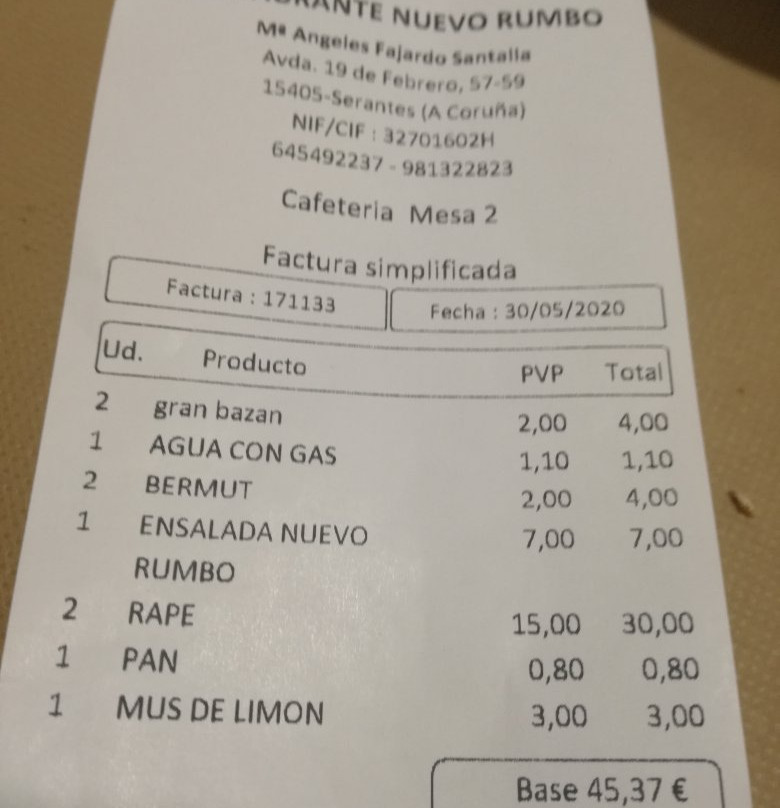 NUEVO RUMBO
Mª Angeles Fajardo Santalla
Avda. 19 de Febrero, 57-59
15405-Serantes (A Coruña)
NIF/CIF : 32701602H
645492237 - 981322823
Cafeteria Mesa 2
Factura simplificada
Factura : 171133 Fecha : 30/05/2020
Ud. Producto PVP Total
2 gran bazan 2,00 4,00
1 AGUA CON GAS 1,10 1,10
2 BERMUT 2,00 4,00
1 ENSALADA NUEVO 7,00 7,00
RUMBO
2 RAPE 15,00 30,00
1 PAN 0,80 0,80
1 MUS DE LIMON 3,00 3,00
Base 45,37 €